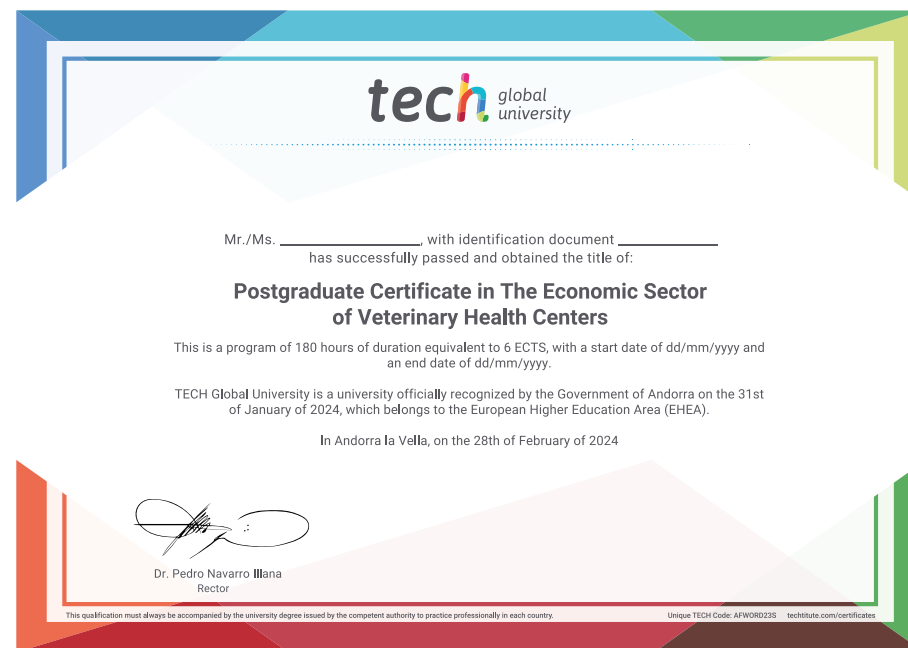 tech global
university
Mr./Ms. ____________________, with identification document ______________
has successfully passed and obtained the title of:
Postgraduate Certificate in The Economic Sector
of Veterinary Health Centers
This is a program of 180 hours of duration equivalent to 6 ECTS, with a start date of dd/mm/yyyy and
an end date of dd/mm/yyyy.
TECH Global University is a university officially recognized by the Government of Andorra on the 31st
of January of 2024, which belongs to the European Higher Education Area (EHEA).
In Andorra la Vella, on the 28th of February of 2024
Dr. Pedro Navarro Illana
Rector
This qualification must always be accompanied by the university degree issued by the competent authority to practice professionally in each country. Unique TECH Code: AFWORD23S techtitute.com/certificates